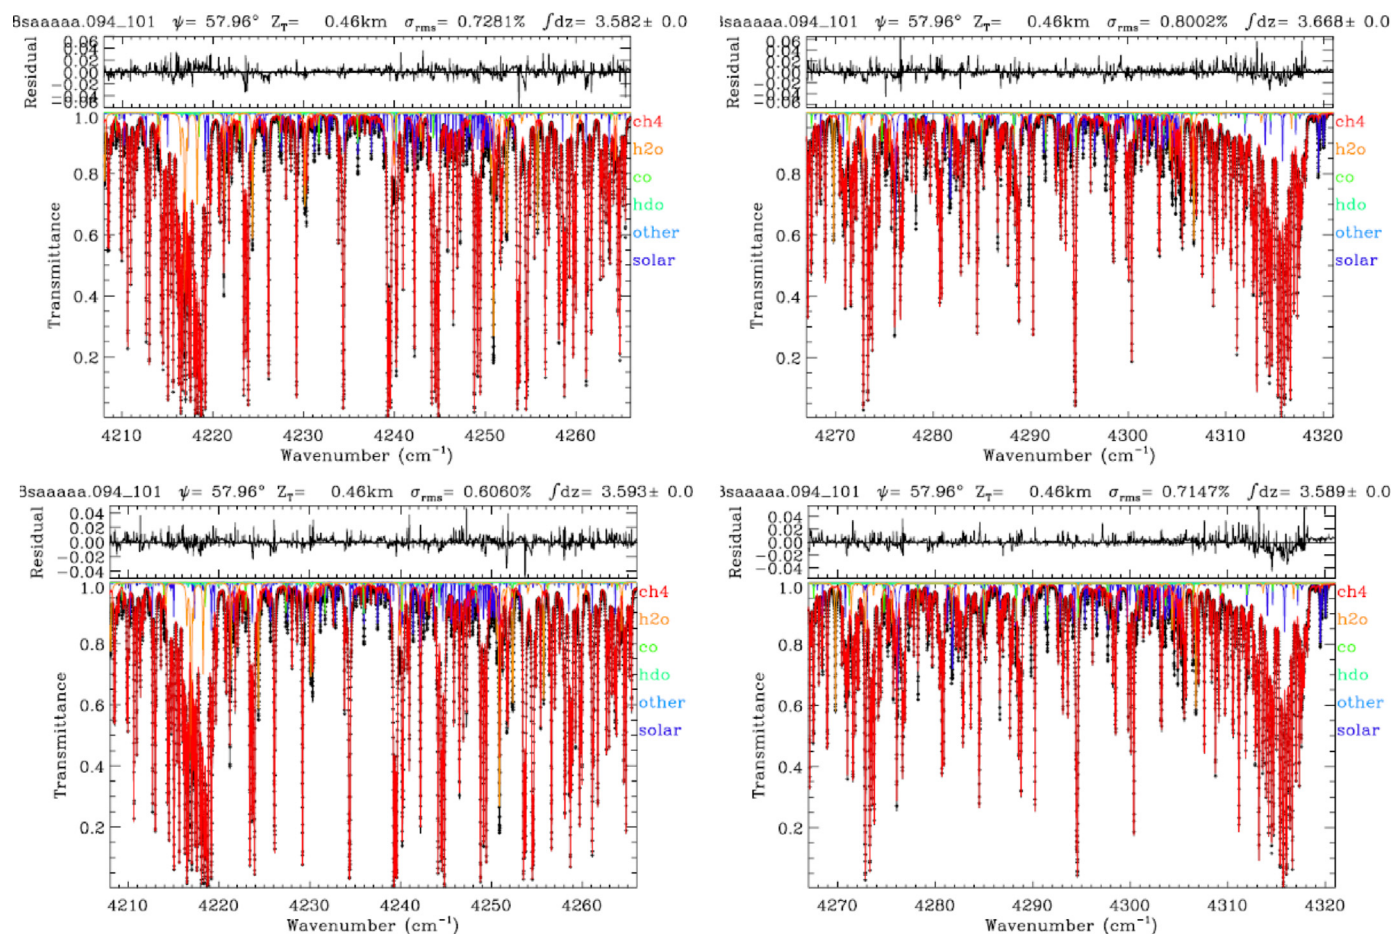 3saaaaa.094_101 ψ= 57.96° Z_T= 0.46km σ_rms= 0.7281% ∫dz= 3.582± 0.0
Residual
0.06
0.04
0.02
0.00
−0.02
−0.04
−0.06
Transmittance
1.0
0.8
0.6
0.4
0.2
ch4
h2o
co
hdo
other
solar
4210 4220 4230 4240 4250 4260
Wavenumber (cm⁻¹)
3saaaaa.094_101 ψ= 57.96° Z_T= 0.46km σ_rms= 0.8002% ∫dz= 3.668± 0.0
Residual
0.06
0.04
0.02
0.00
−0.02
−0.04
−0.06
Transmittance
1.0
0.8
0.6
0.4
0.2
ch4
h2o
co
hdo
other
solar
4270 4280 4290 4300 4310 4320
Wavenumber (cm⁻¹)
3saaaaa.094_101 ψ= 57.96° Z_T= 0.46km σ_rms= 0.6060% ∫dz= 3.593± 0.0
Residual
0.04
0.02
0.00
−0.02
−0.04
Transmittance
1.0
0.8
0.6
0.4
0.2
ch4
h2o
co
hdo
other
solar
4210 4220 4230 4240 4250 4260
Wavenumber (cm⁻¹)
3saaaaa.094_101 ψ= 57.96° Z_T= 0.46km σ_rms= 0.7147% ∫dz= 3.589± 0.0
Residual
0.04
0.02
0.00
−0.02
−0.04
Transmittance
1.0
0.8
0.6
0.4
0.2
ch4
h2o
co
hdo
other
solar
4270 4280 4290 4300 4310 4320
Wavenumber (cm⁻¹)